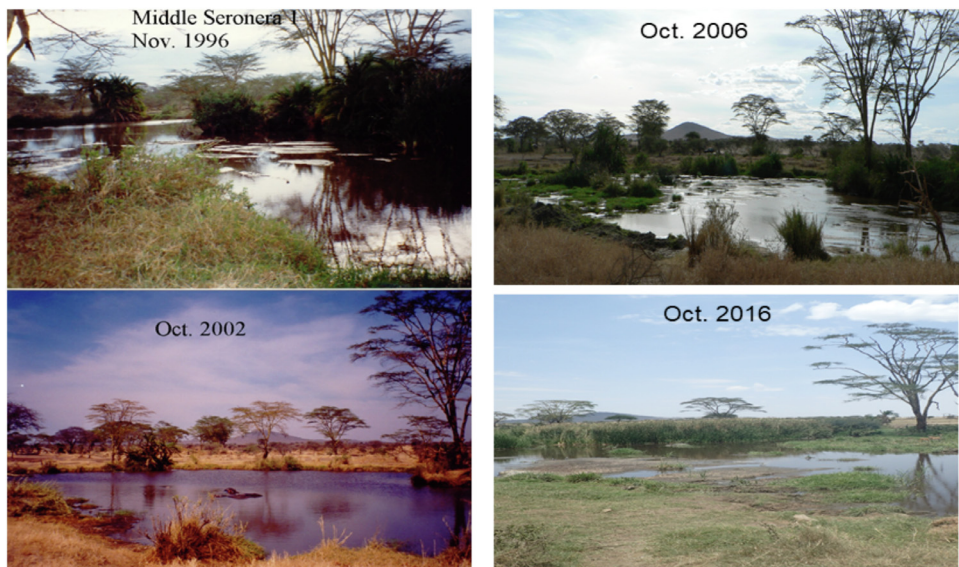 Middle Seronera 1
Nov. 1996
Oct. 2006
Oct. 2002
Oct. 2016